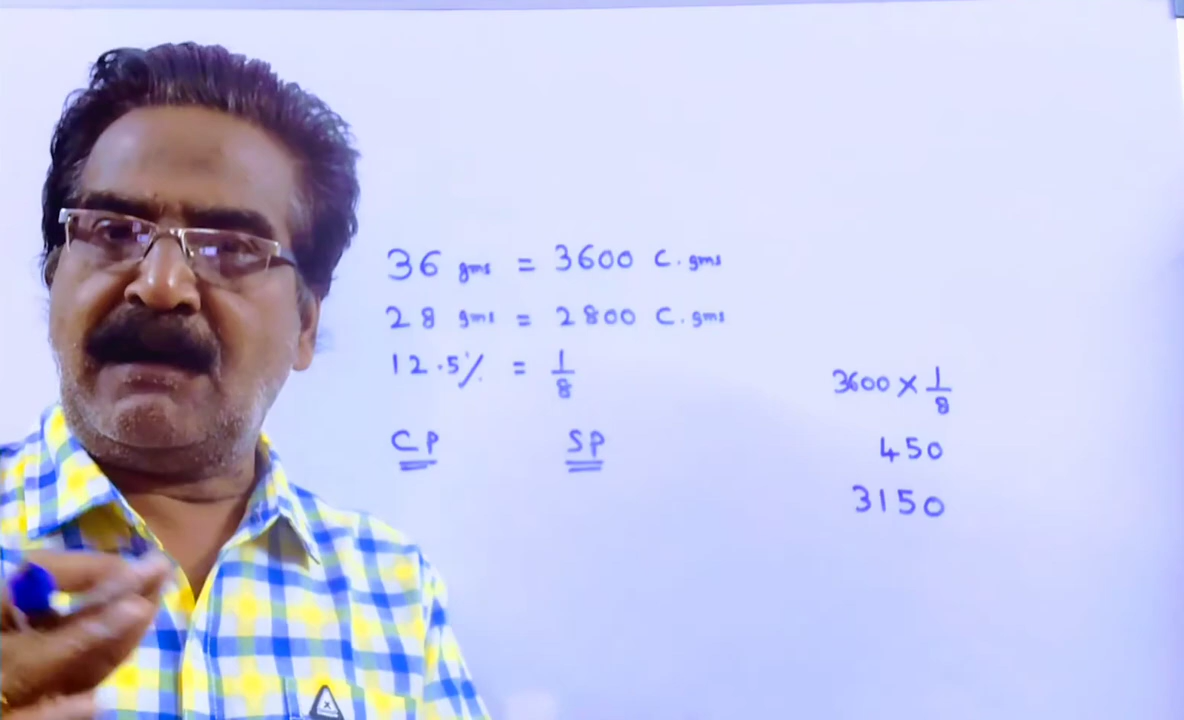 36 gms = 3600 C.gms
28 gms = 2800 C.gms
12.5% = 1/8
CP SP
3600 × 1/8
450
3150